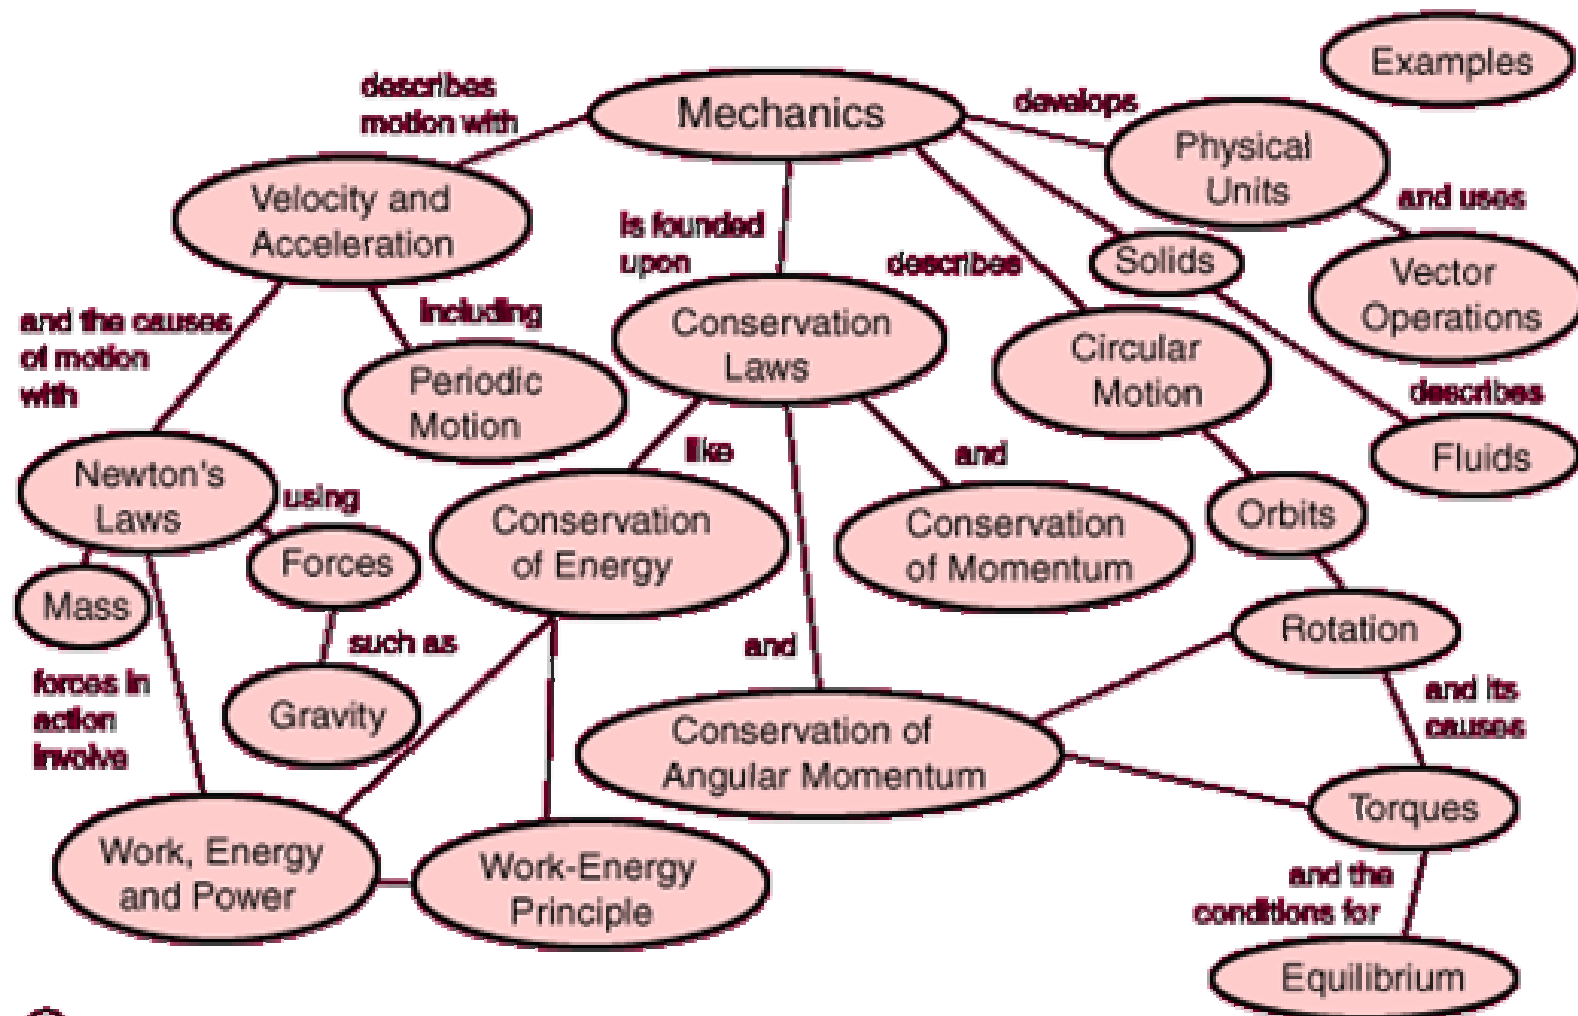 Examples
describes
motion with
Mechanics
develops
Physical
Units
Velocity and
Acceleration
is founded
upon
describes
Solids
and uses
Vector
Operations
and the causes
of motion
with
including
Periodic
Motion
Conservation
Laws
Circular
Motion
describes
Fluids
Newton's
Laws
using
like
and
Conservation
of Energy
Conservation
of Momentum
Orbits
Forces
Mass
such as
and
Rotation
forces in
action
involve
Gravity
Conservation of
Angular Momentum
and its
causes
Torques
Work, Energy
and Power
Work-Energy
Principle
and the
conditions for
Equilibrium